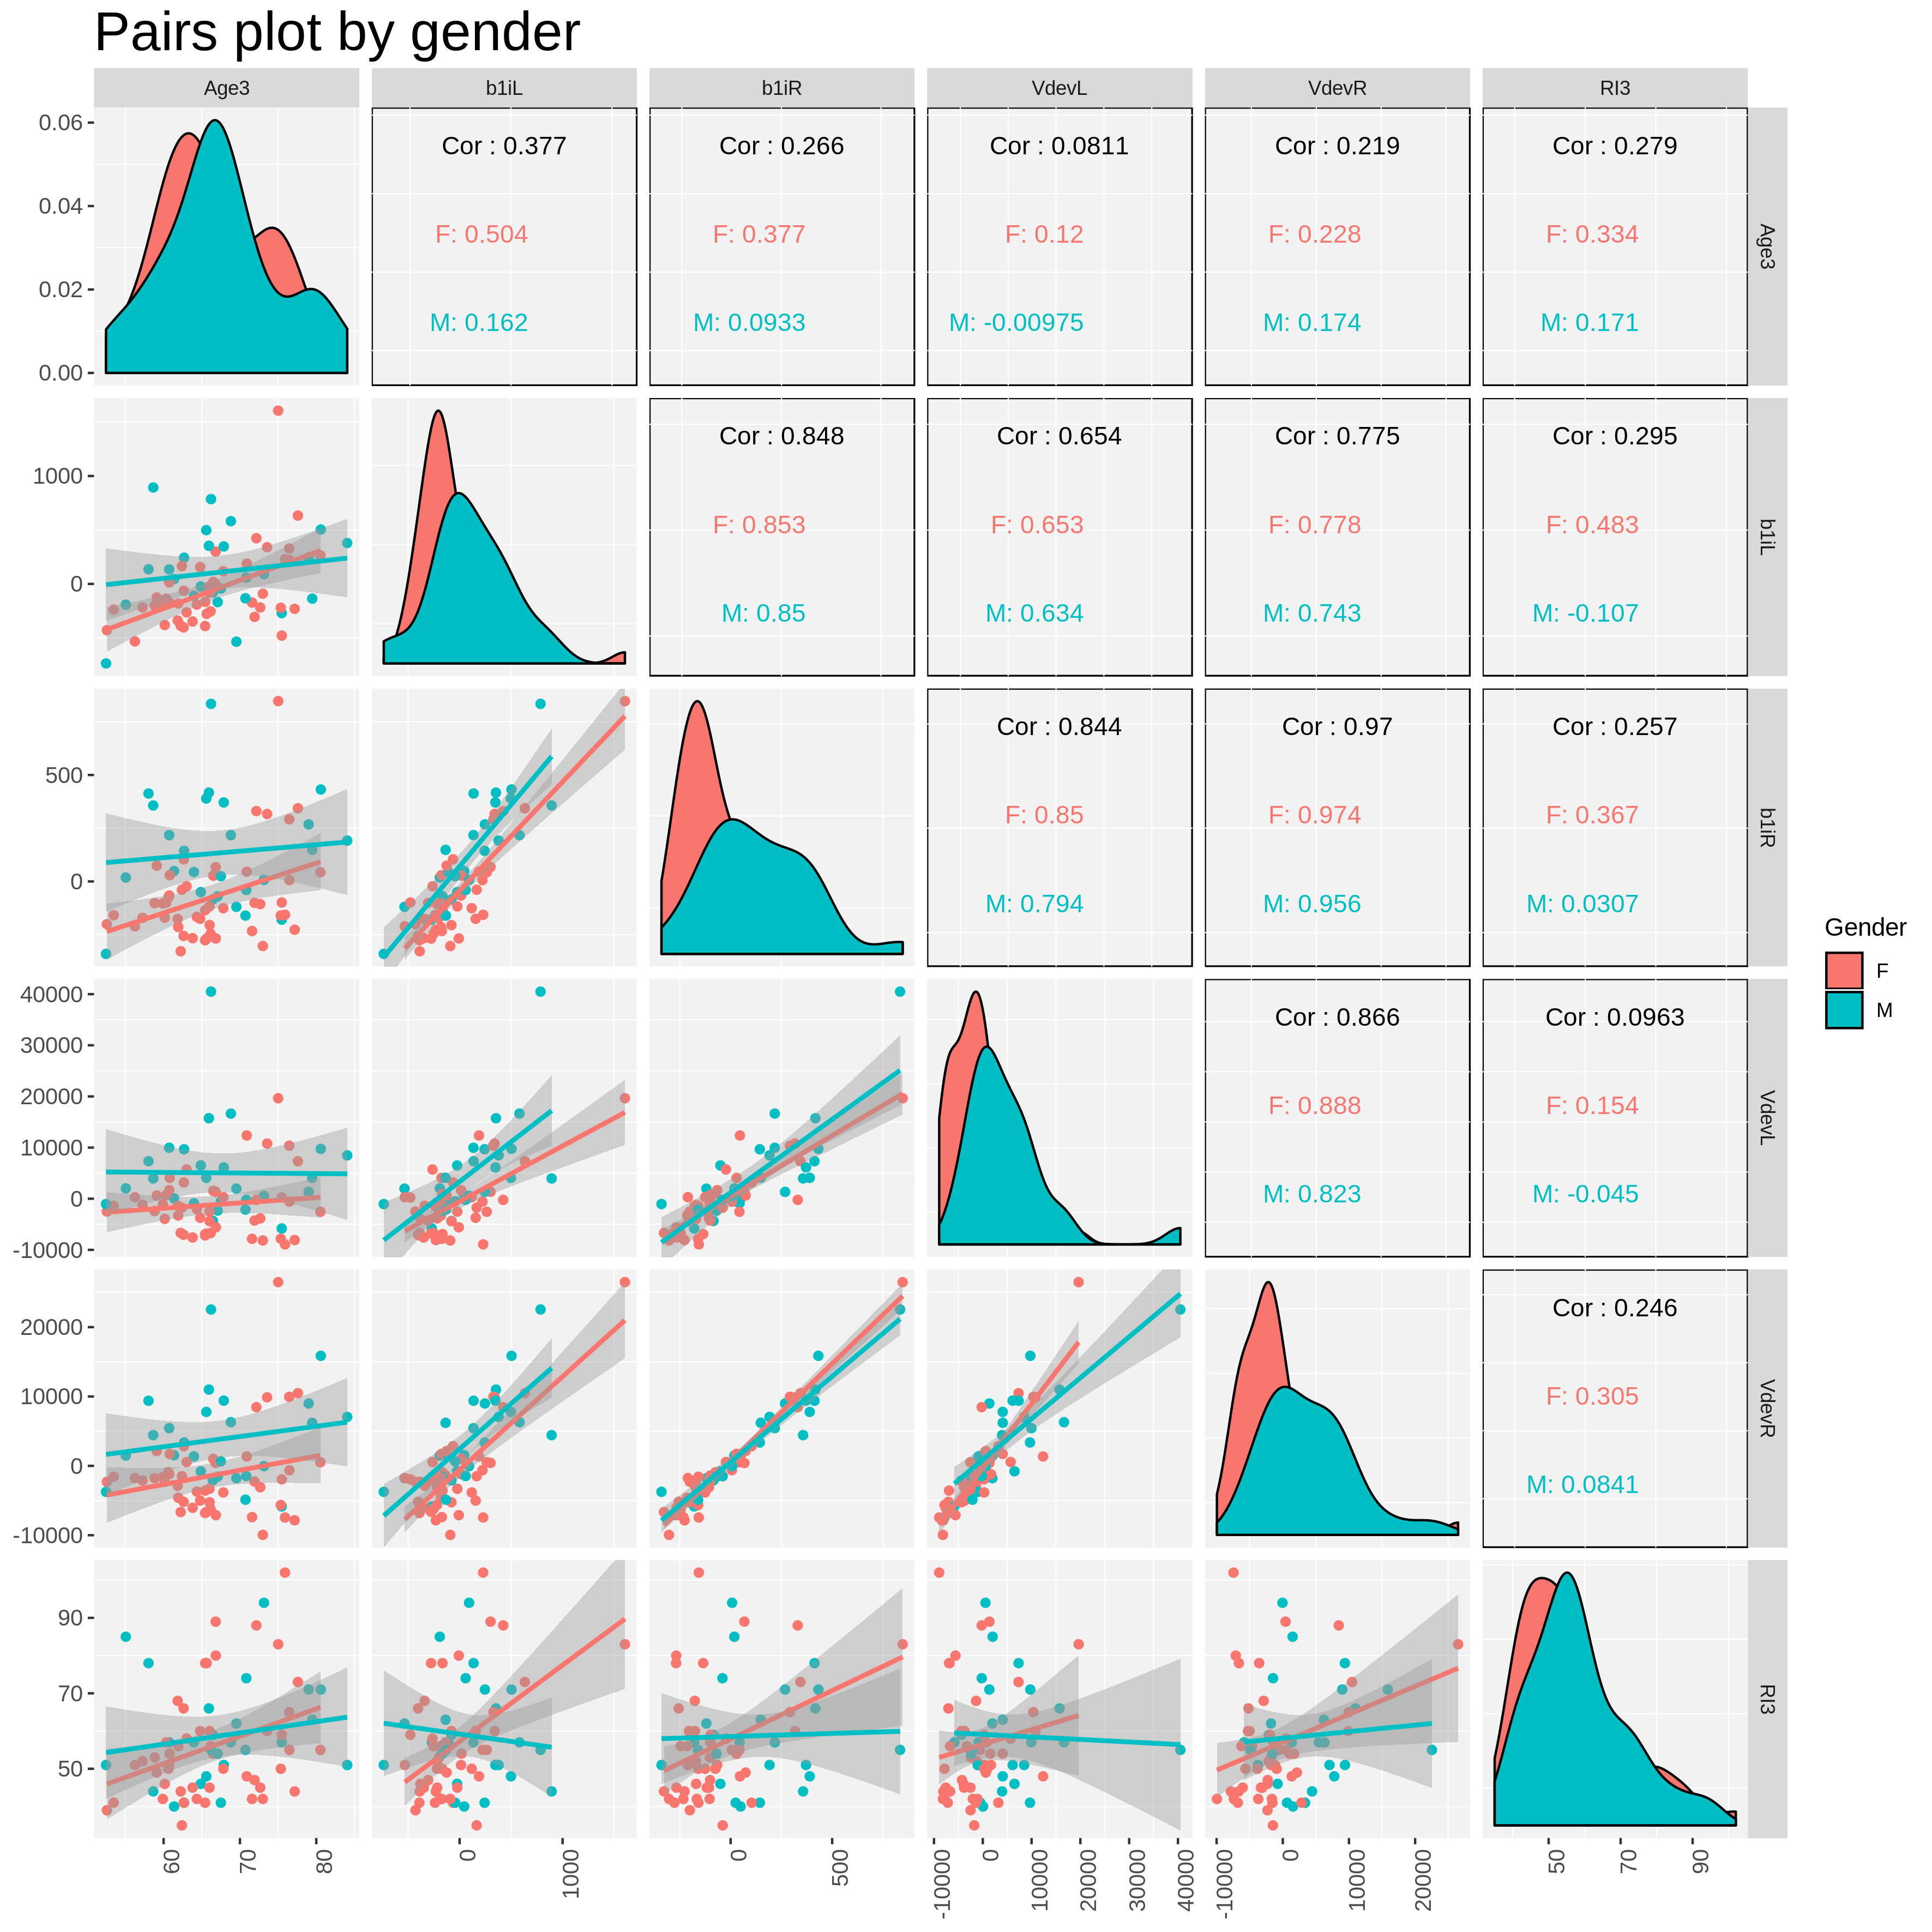 Pairs plot by gender
Age3 b1iL b1iR VdevL VdevR RI3
0.06
0.04
0.02
0.00
Cor : 0.377 Cor : 0.266 Cor : 0.0811 Cor : 0.219 Cor : 0.279
F: 0.504 F: 0.377 F: 0.12 F: 0.228 F: 0.334
M: 0.162 M: 0.0933 M: -0.00975 M: 0.174 M: 0.171
Age3
1000
0
Cor : 0.848 Cor : 0.654 Cor : 0.775 Cor : 0.295
F: 0.853 F: 0.653 F: 0.778 F: 0.483
M: 0.85 M: 0.634 M: 0.743 M: -0.107
b1iL
500
0
Cor : 0.844 Cor : 0.97 Cor : 0.257
F: 0.85 F: 0.974 F: 0.367
M: 0.794 M: 0.956 M: 0.0307
b1iR
40000
30000
20000
10000
0
-10000
Cor : 0.866 Cor : 0.0963
F: 0.888 F: 0.154
M: 0.823 M: -0.045
VdevL
20000
10000
0
-10000
Cor : 0.246
F: 0.305
M: 0.0841
VdevR
90
70
50
RI3
60 70 80 0 1000 0 500 -10000 0 10000 20000 30000 40000 -10000 0 10000 20000 50 70 90
Gender
F
M